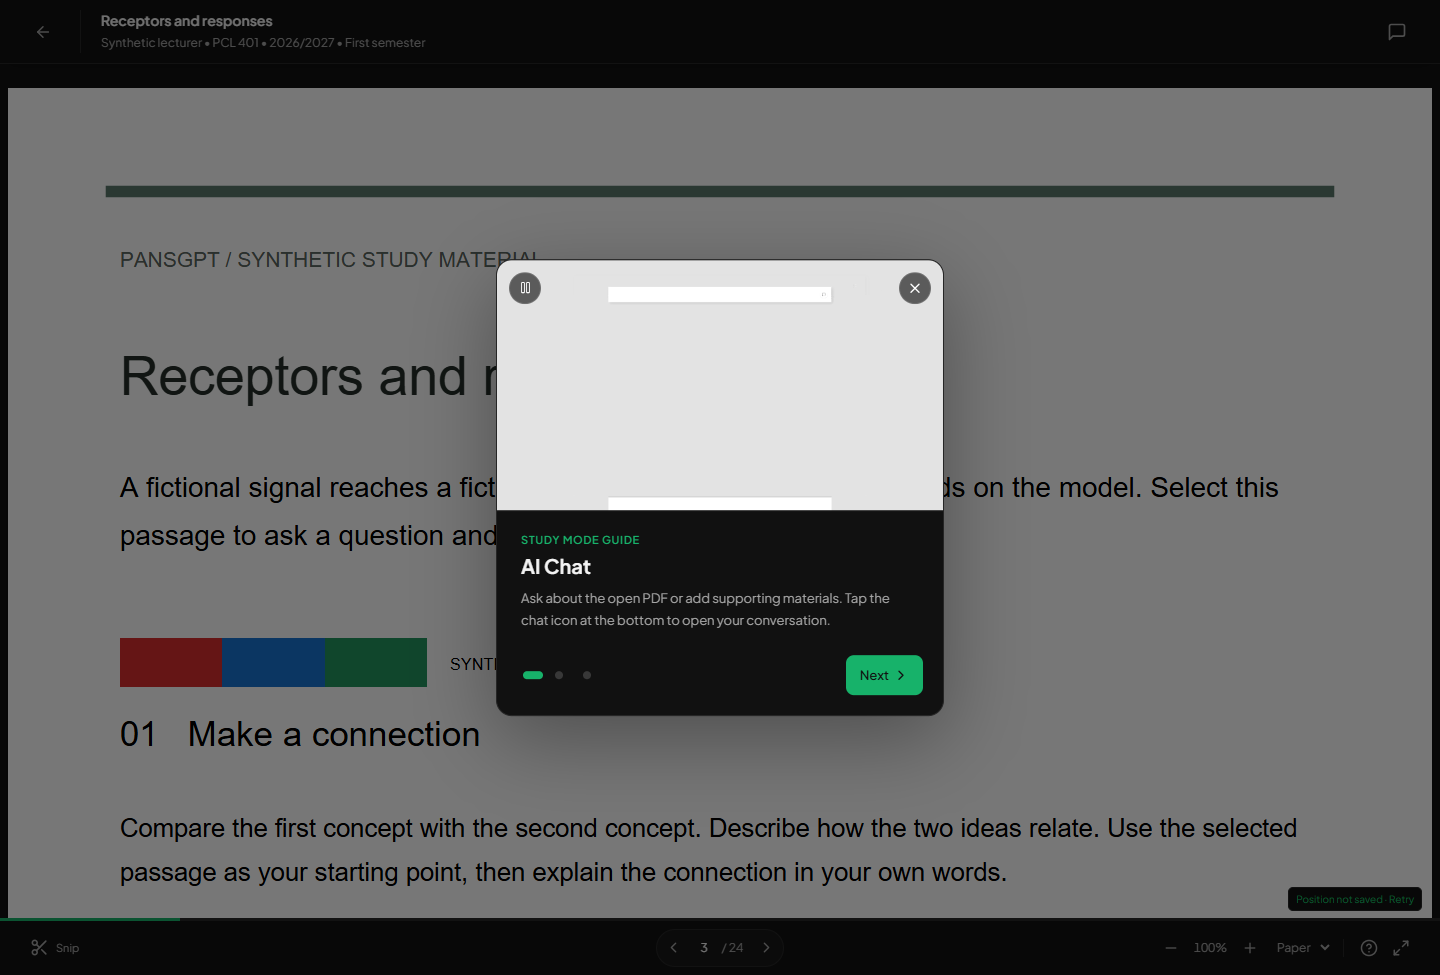 Receptors and responses
Synthetic lecturer • PCL 401 • 2026/2027 • First semester
PANSGPT / SYNTHETIC STUDY MATERIAL
Receptors and
A fictional signal reaches a
on the model. Select this
passage to ask a question and
STUDY MODE GUIDE
AI Chat
Ask about the open PDF or add supporting materials. Tap the
chat icon at the bottom to open your conversation.
Next
01 Make a connection
Compare the first concept with the second concept. Describe how the two ideas relate. Use the selected
passage as your starting point, then explain the connection in your own words.
Position not saved · Retry
Snip
3 / 24
100%
Paper